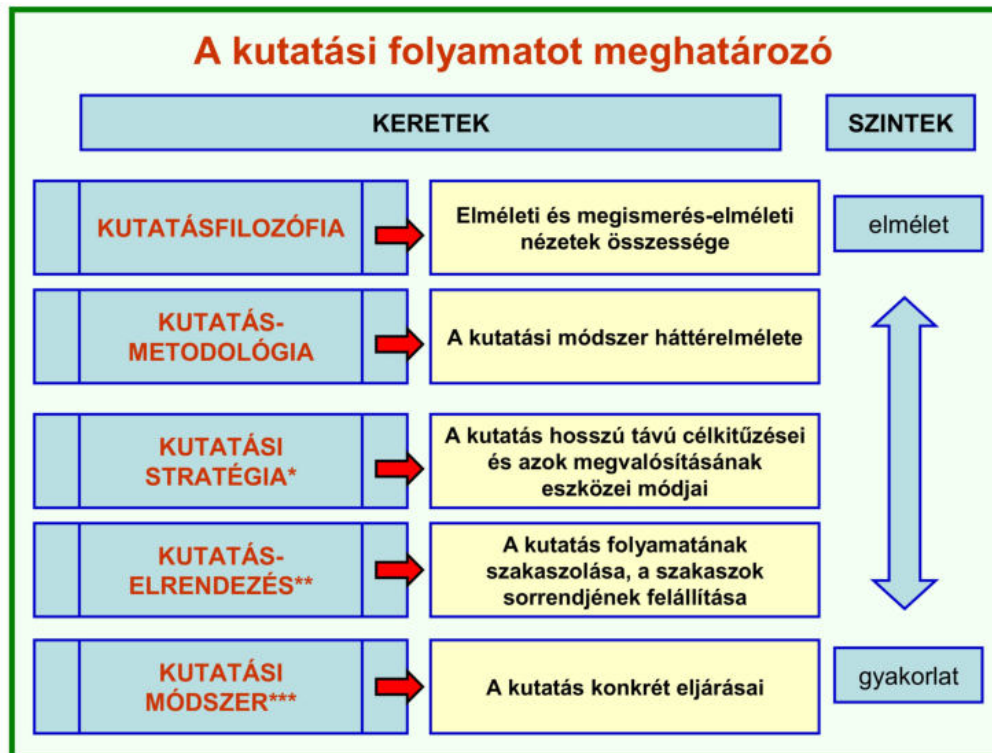 A kutatási folyamatot meghatározó
KERETEK
SZINTEK
KUTATÁSFILOZÓFIA
Elméleti és megismerés-elméleti
nézetek összessége
elmélet
KUTATÁS-
METODOLÓGIA
A kutatási módszer háttérelmélete
KUTATÁSI
STRATÉGIA*
A kutatás hosszú távú célkitűzései
és azok megvalósításának
eszközei módjai
KUTATÁS-
ELRENDEZÉS**
A kutatás folyamatának
szakaszolása, a szakaszok
sorrendjének felállítása
KUTATÁSI
MÓDSZER***
A kutatás konkrét eljárásai
gyakorlat